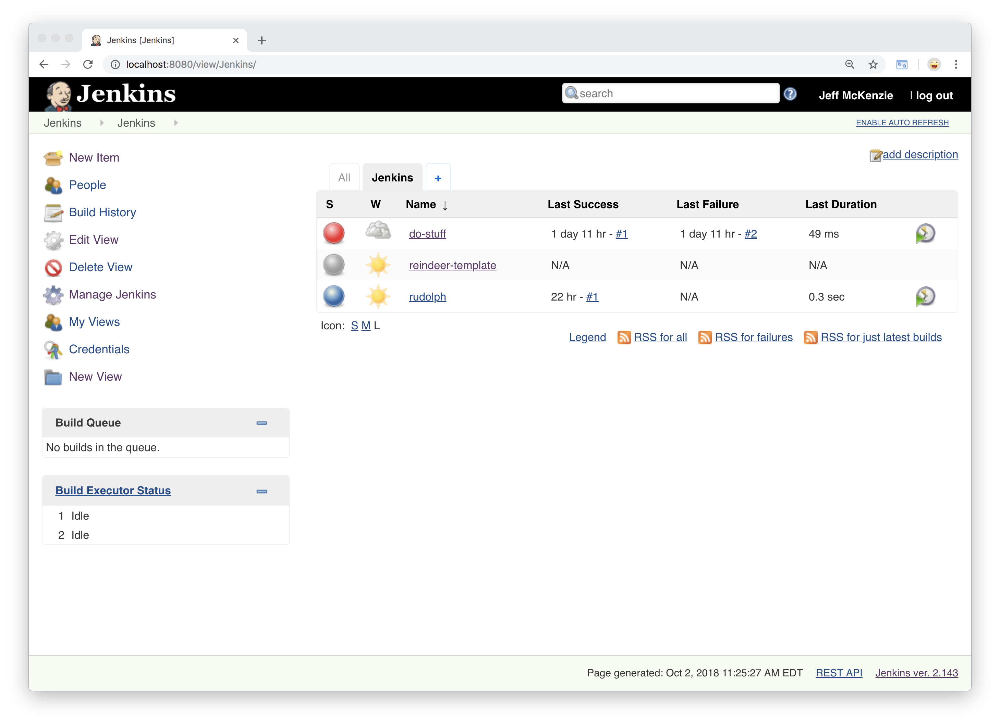 Jenkins [Jenkins]
localhost:8080/view/Jenkins/
Jenkins
search
Jeff McKenzie | log out
Jenkins Jenkins
ENABLE AUTO REFRESH
New Item
People
Build History
Edit View
Delete View
Manage Jenkins
My Views
Credentials
New View
Build Queue
No builds in the queue.
Build Executor Status
1 Idle
2 Idle
add description
All Jenkins +
S W Name ↓ Last Success Last Failure Last Duration
do-stuff 1 day 11 hr - #1 1 day 11 hr - #2 49 ms
reindeer-template N/A N/A N/A
rudolph 22 hr - #1 N/A 0.3 sec
Icon: S M L
Legend RSS for all RSS for failures RSS for just latest builds
Page generated: Oct 2, 2018 11:25:27 AM EDT REST API Jenkins ver. 2.143